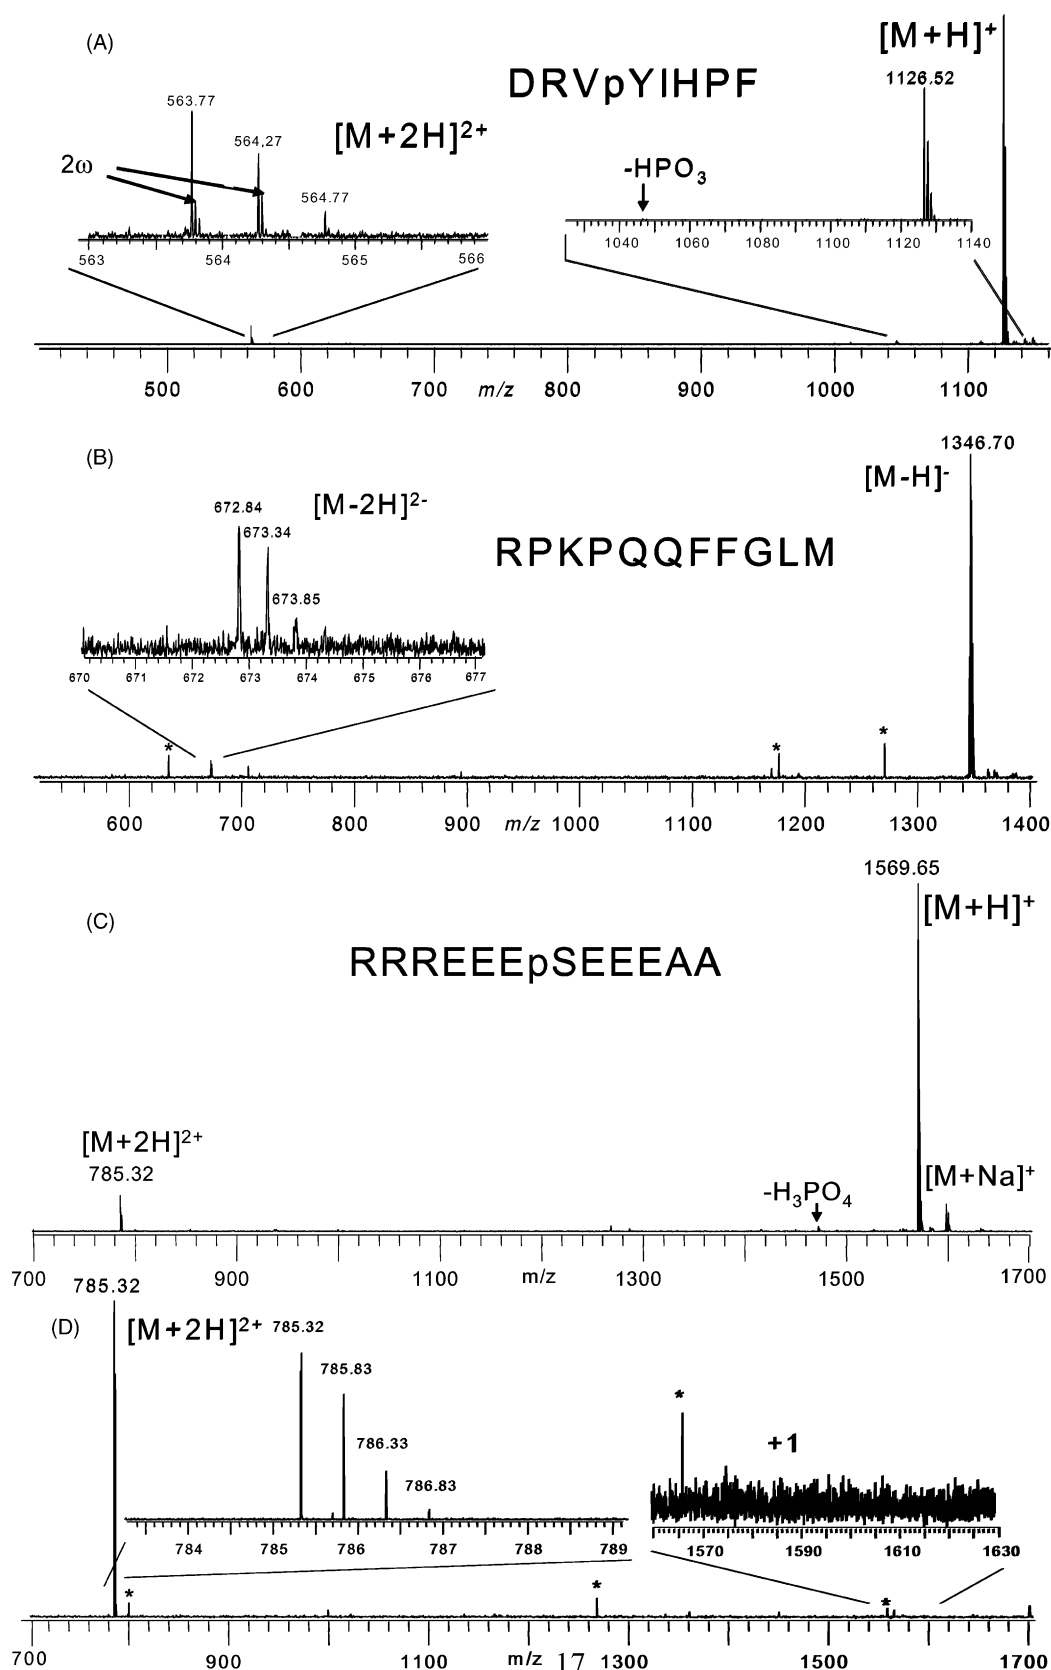 (A)
[M+H]+
1126.52
DRVpYIHPF
563.77
[M+2H]2+
564,27
2ω
564.77
-HPO3
563 564 565 566
1040 1060 1080 1100 1120 1140
500 600 700 m/z 800 900 1000 1100
(B)
1346.70
[M-H]-
[M-2H]2-
672.84
673.34
RPKPQQFFGLM
673.85
670 671 672 673 674 675 676 677
* * *
600 700 800 900 m/z 1000 1100 1200 1300 1400
1569.65
(C)
[M+H]+
RRREEEpSEEEAA
[M+2H]2+
785.32
[M+Na]+
-H3PO4
700 900 1100 m/z 1300 1500 1700
785.32
(D)
[M+2H]2+ 785.32
785.83
*
786.33
+1
786.83
784 785 786 787 788 789
1570 1590 1610 1630
* * *
700 900 1100 m/z 17 1300 1500 1700